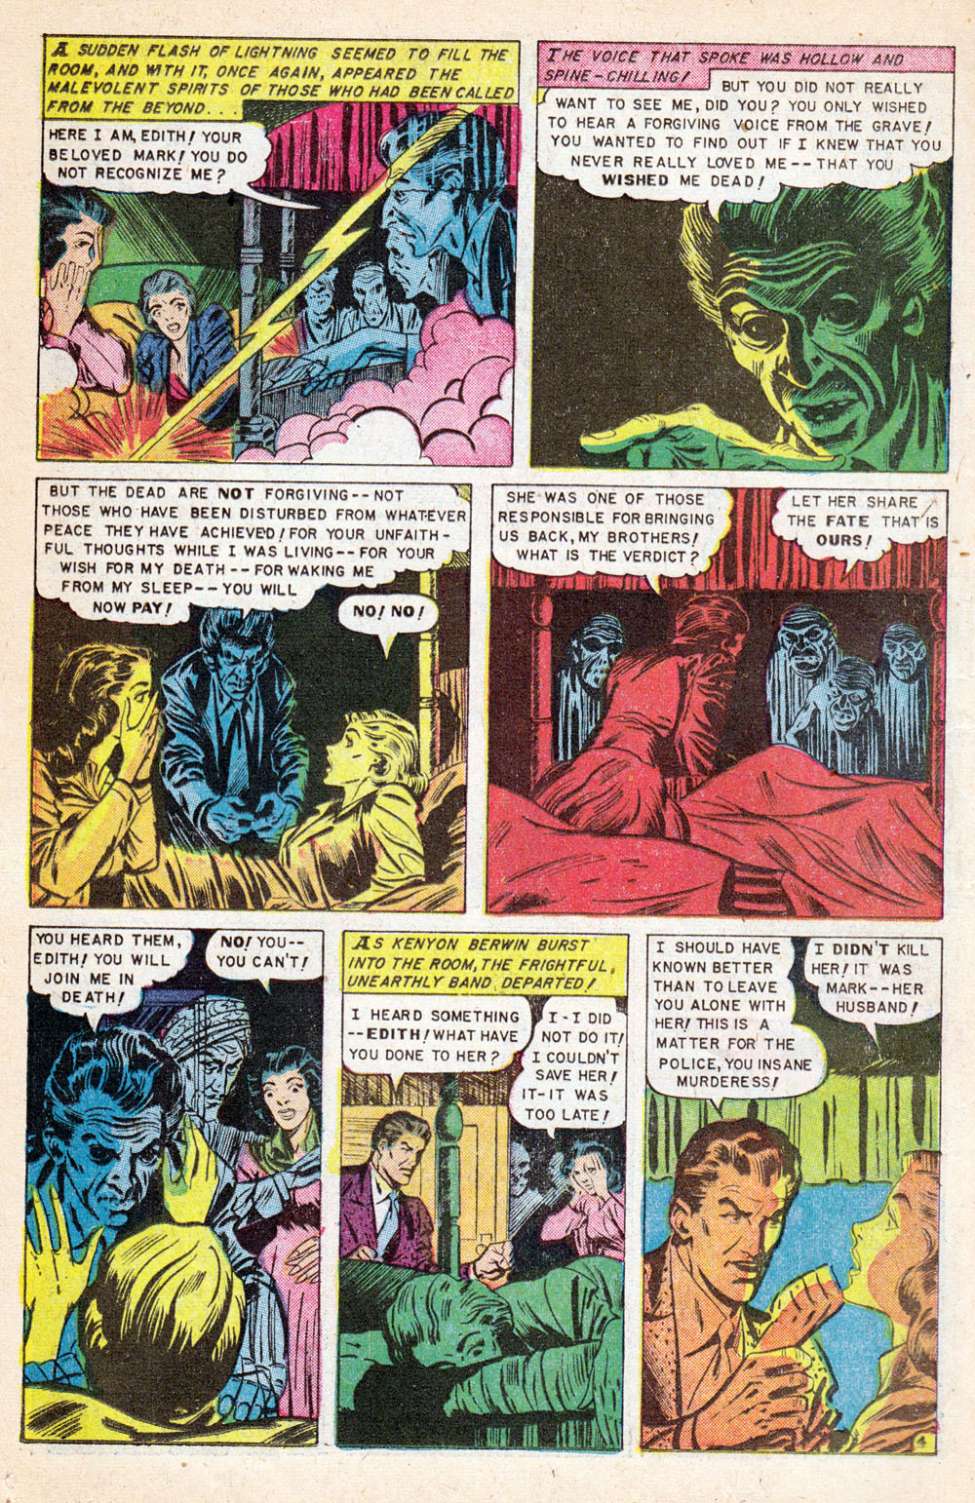 A SUDDEN FLASH OF LIGHTNING SEEMED TO FILL THE
ROOM, AND WITH IT, ONCE AGAIN, APPEARED THE
MALEVOLENT SPIRITS OF THOSE WHO HAD BEEN CALLED
FROM THE BEYOND...
HERE I AM, EDITH! YOUR
BELOVED MARK! YOU DO
NOT RECOGNIZE ME?
THE VOICE THAT SPOKE WAS HOLLOW AND
SPINE-CHILLING!
BUT YOU DID NOT REALLY
WANT TO SEE ME, DID YOU? YOU ONLY WISHED
TO HEAR A FORGIVING VOICE FROM THE GRAVE!
YOU WANTED TO FIND OUT IF I KNEW THAT YOU
NEVER REALLY LOVED ME--THAT YOU
WISHED ME DEAD!
BUT THE DEAD ARE NOT FORGIVING--NOT
THOSE WHO HAVE BEEN DISTURBED FROM WHAT-EVER
PEACE THEY HAVE ACHIEVED! FOR YOUR UNFAITH-
FUL THOUGHTS WHILE I WAS LIVING--FOR YOUR
WISH FOR MY DEATH--FOR WAKING ME
FROM MY SLEEP--YOU WILL
NOW PAY!
NO! NO!
SHE WAS ONE OF THOSE
RESPONSIBLE FOR BRINGING
US BACK, MY BROTHERS!
WHAT IS THE VERDICT?
LET HER SHARE
THE FATE THAT IS
OURS!
YOU HEARD THEM,
EDITH! YOU WILL
JOIN ME IN
DEATH!
NO! YOU--
YOU CAN'T!
AS KENYON BERWIN BURST
INTO THE ROOM, THE FRIGHTFUL,
UNEARTHLY BAND DEPARTED!
I HEARD SOMETHING
--EDITH! WHAT HAVE
YOU DONE TO HER?
I-I DID
NOT DO IT!
I COULDN'T
SAVE HER!
IT-IT WAS
TOO LATE!
I SHOULD HAVE
KNOWN BETTER
THAN TO LEAVE
YOU ALONE WITH
HER! THIS IS A
MATTER FOR THE
POLICE, YOU INSANE
MURDERESS!
I DIDN'T KILL
HER! IT WAS
MARK--HER
HUSBAND!
4